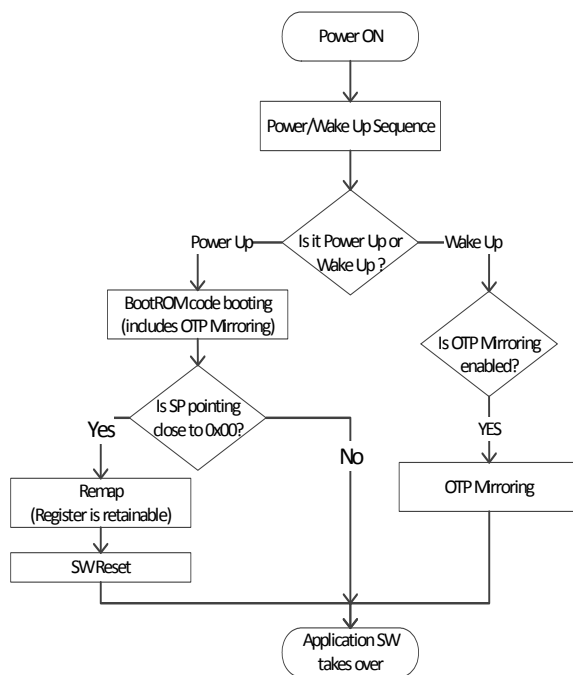 Power ON
Power/Wake Up Sequence
Is it Power Up or
Wake Up ?
Power Up
Wake Up
BootROM code booting
(includes OTP Mirroring)
Is OTP Mirroring
enabled?
Is SP pointing
close to 0x00?
Yes
No
YES
Remap
(Register is retainable)
OTP Mirroring
SW Reset
Application SW
takes over